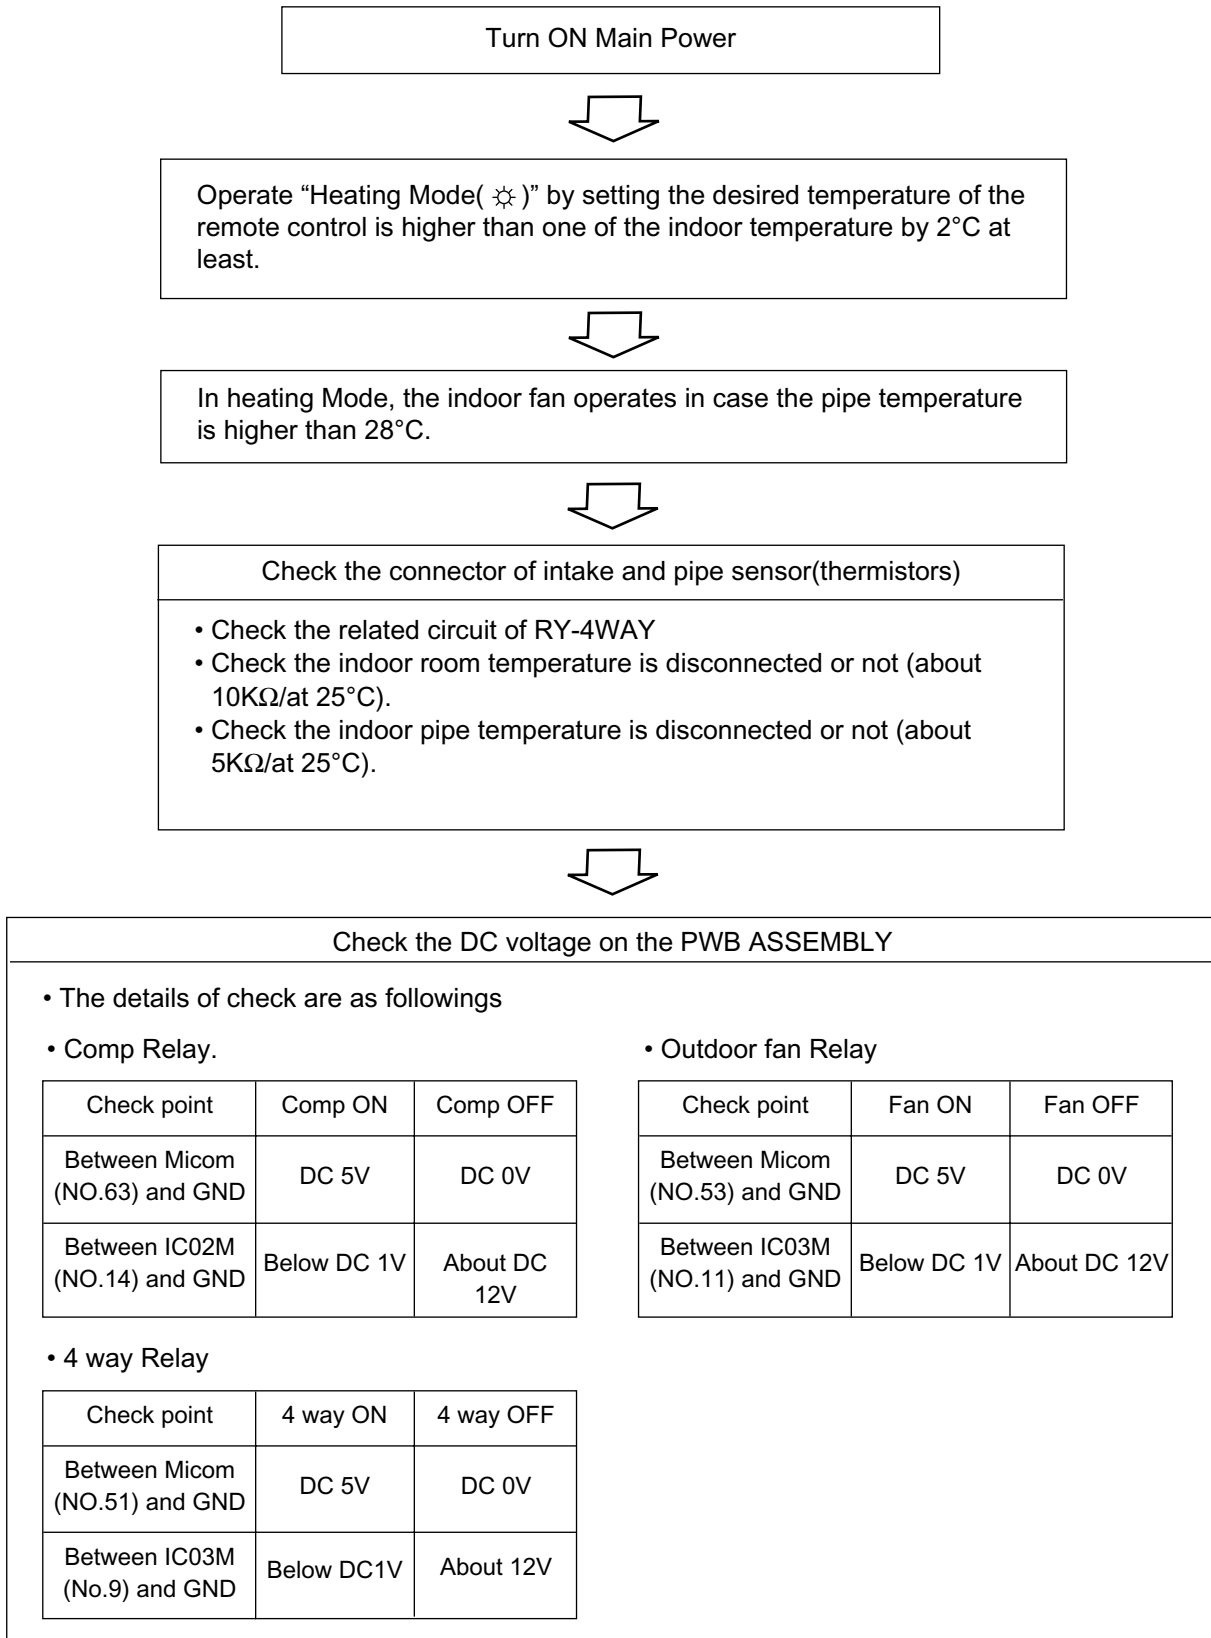 Turn ON Main Power
Operate “Heating Mode( ☼ )” by setting the desired temperature of the
remote control is higher than one of the indoor temperature by 2°C at
least.
In heating Mode, the indoor fan operates in case the pipe temperature
is higher than 28°C.
Check the connector of intake and pipe sensor(thermistors)
• Check the related circuit of RY-4WAY
• Check the indoor room temperature is disconnected or not (about
10KΩ/at 25°C).
• Check the indoor pipe temperature is disconnected or not (about
5KΩ/at 25°C).
Check the DC voltage on the PWB ASSEMBLY
• The details of check are as followings
• Comp Relay.
Check point Comp ON Comp OFF
Between Micom
(NO.63) and GND DC 5V DC 0V
Between IC02M
(NO.14) and GND Below DC 1V About DC
12V
• Outdoor fan Relay
Check point Fan ON Fan OFF
Between Micom
(NO.53) and GND DC 5V DC 0V
Between IC03M
(NO.11) and GND Below DC 1V About DC 12V
• 4 way Relay
Check point 4 way ON 4 way OFF
Between Micom
(NO.51) and GND DC 5V DC 0V
Between IC03M
(No.9) and GND Below DC1V About 12V